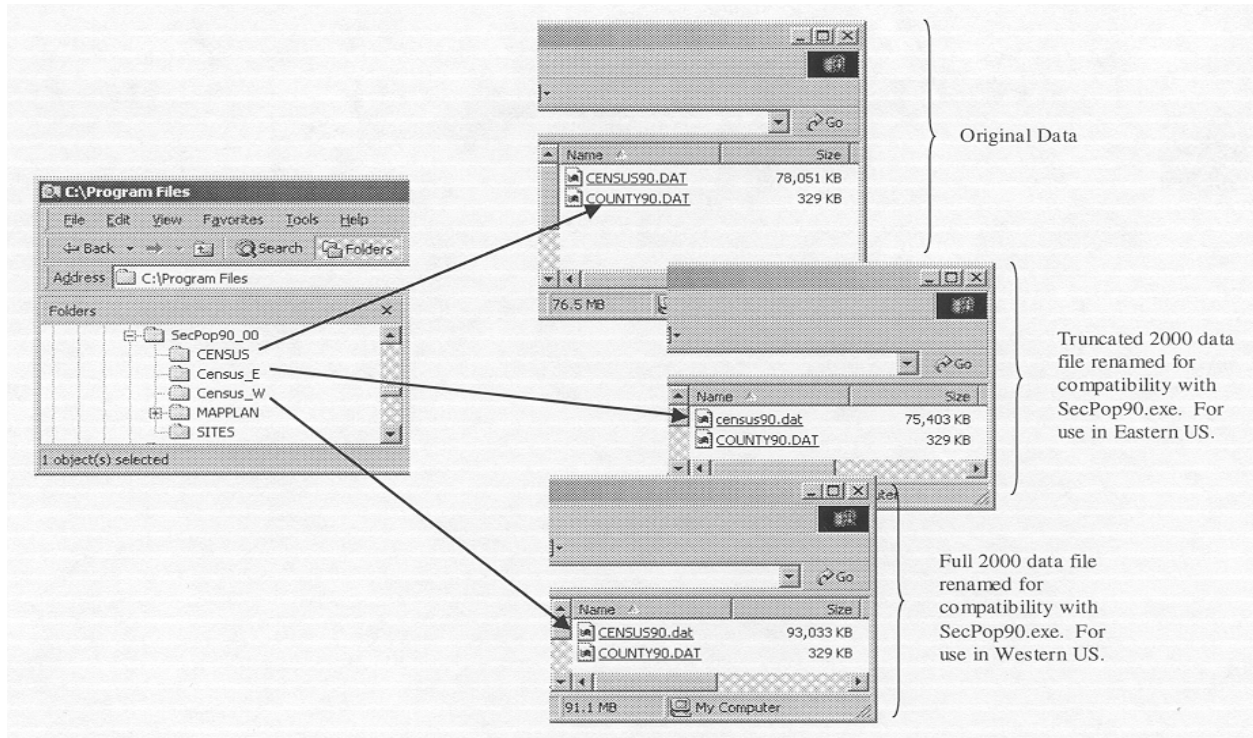 C:\Program Files
File Edit View Favorites Tools Help
Back Search Folders
Address C:\Program Files
Folders
SecPop90_00
CENSUS
Census_E
Census_W
MAPPLAN
SITES
1 object(s) selected
Go
Name Size
CENSUS90.DAT 78,051 KB
COUNTY90.DAT 329 KB
76.5 MB
Original Data
Go
Name Size
census90.dat 75,403 KB
COUNTY90.DAT 329 KB
Truncated 2000 data
file renamed for
compatibility with
SecPop90.exe. For
use in Eastern US.
Go
Name Size
CENSUS90.dat 93,033 KB
COUNTY90.DAT 329 KB
91.1 MB My Computer
Full 2000 data file
renamed for
compatibility with
SecPop90.exe. For
use in Western US.